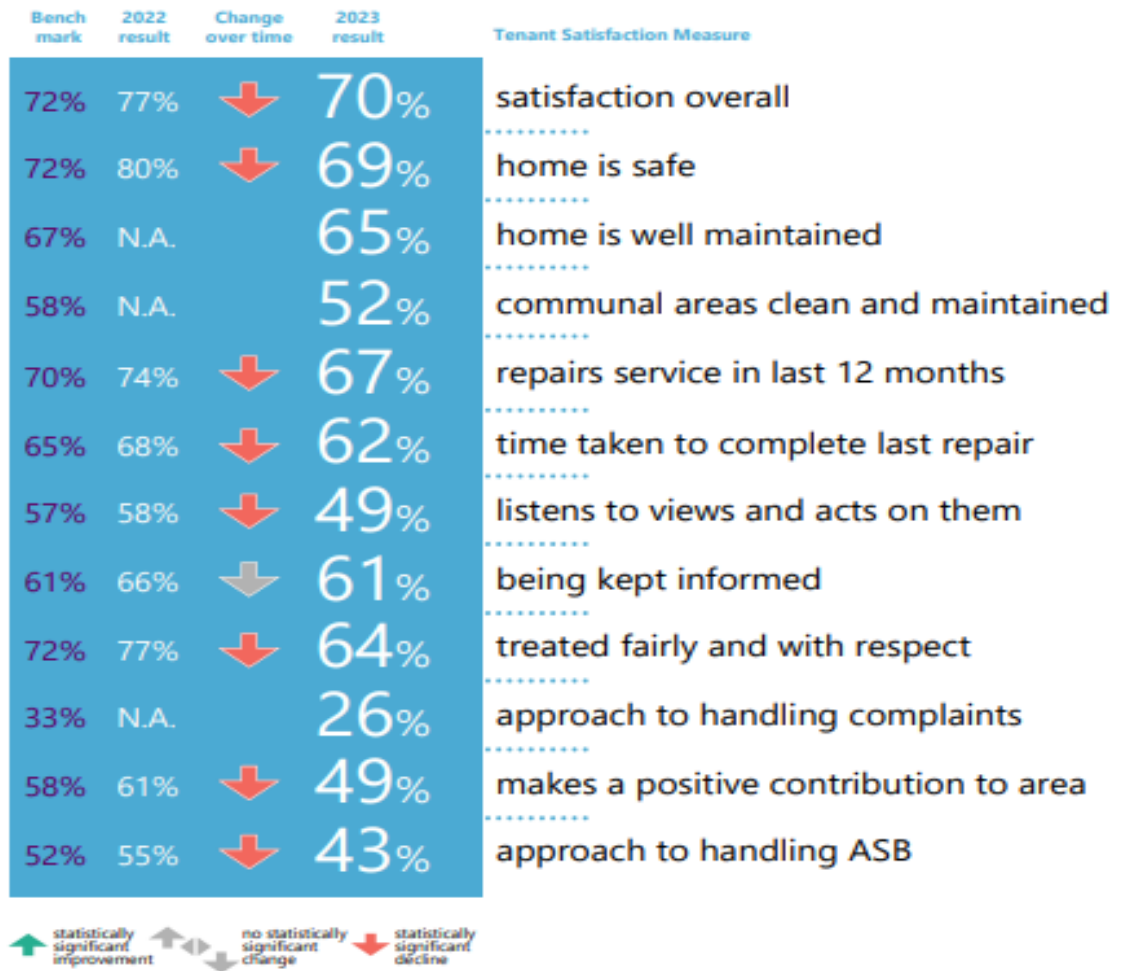 Bench mark 2022 result Change over time 2023 result Tenant Satisfaction Measure
72% 77% 70% satisfaction overall
72% 80% 69% home is safe
67% N.A. 65% home is well maintained
58% N.A. 52% communal areas clean and maintained
70% 74% 67% repairs service in last 12 months
65% 68% 62% time taken to complete last repair
57% 58% 49% listens to views and acts on them
61% 66% 61% being kept informed
72% 77% 64% treated fairly and with respect
33% N.A. 26% approach to handling complaints
58% 61% 49% makes a positive contribution to area
52% 55% 43% approach to handling ASB
statistically significant improvement
no statistically significant change
statistically significant decline